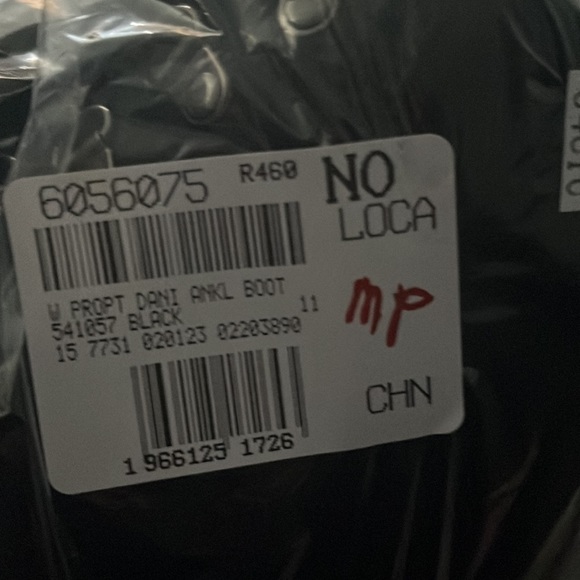 6056075 R460 NO
LOCA
W PROPT DANI ANKL BOOT
541057 BLACK 11
15 7731 020123 02203890
mp
CHN
1 966125 1726